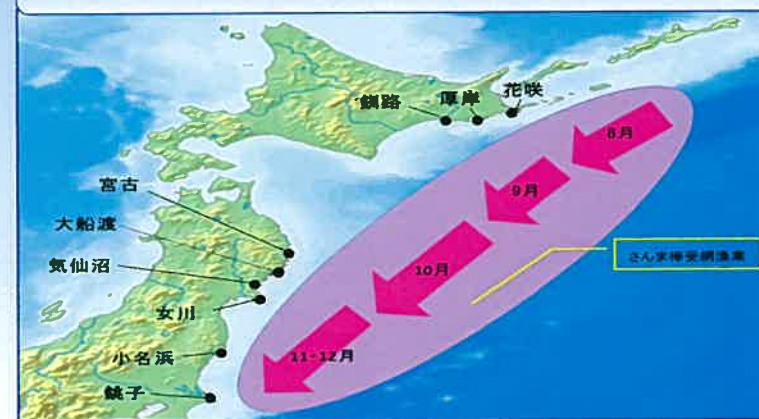 釧路
厚岸
花咲
8月
9月
宮古
大船渡
気仙沼
10月
さんま棒受網漁業
女川
11-12月
小名浜
銚子